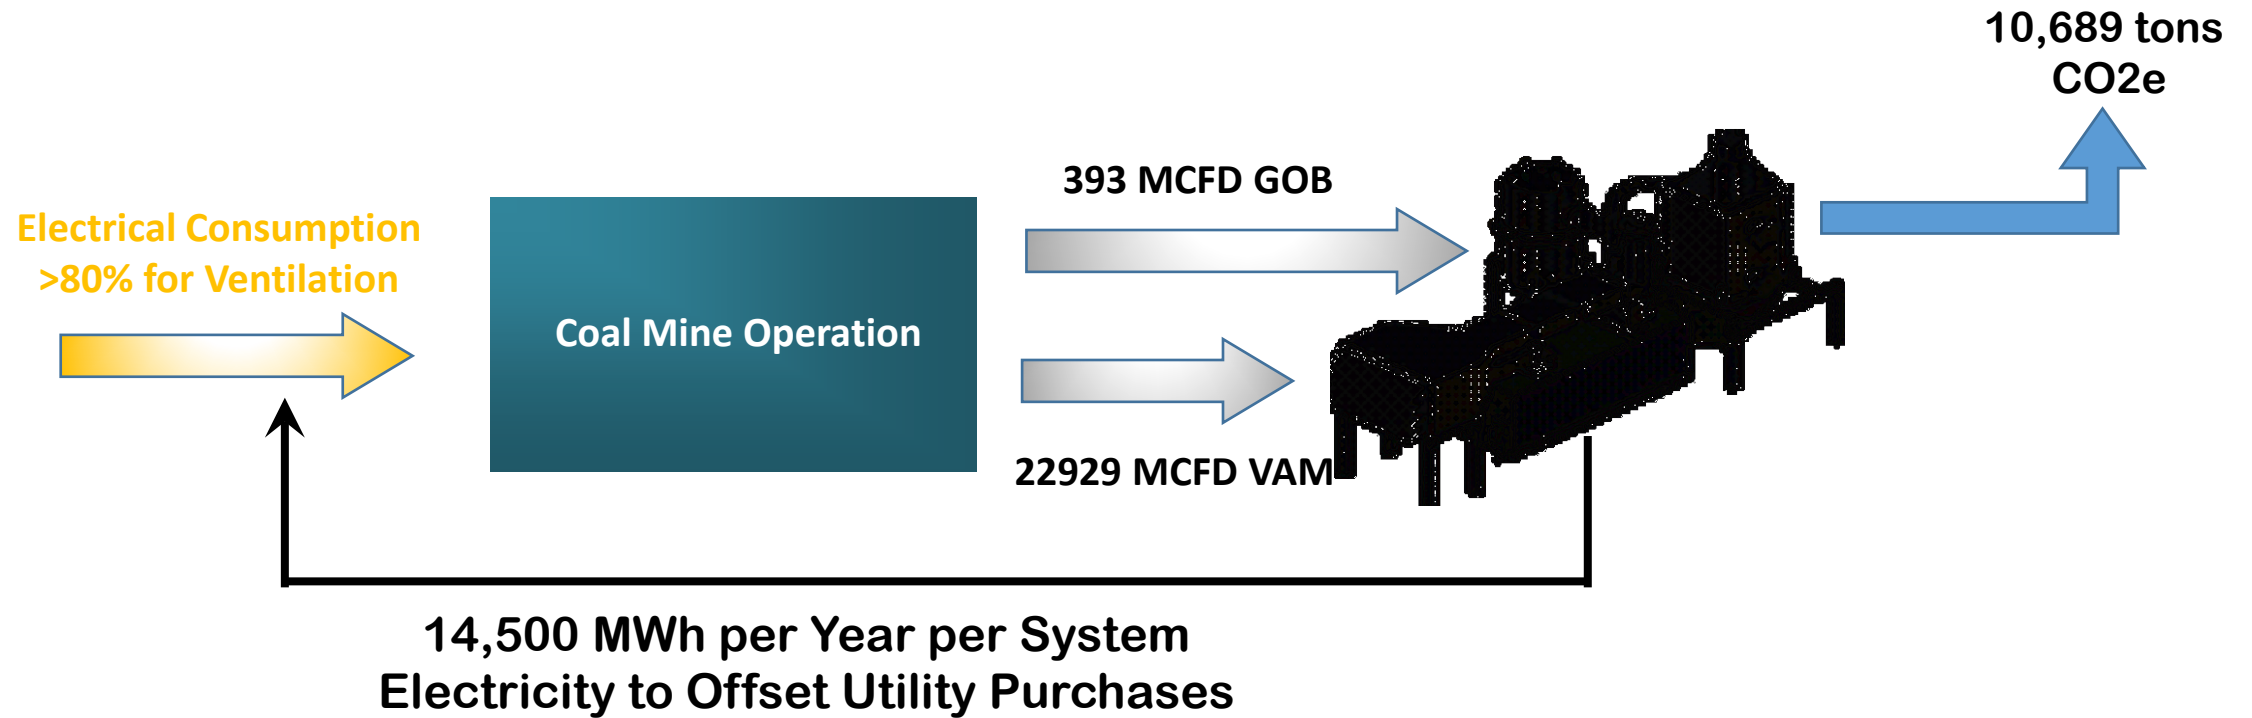 10,689 tons
CO2e
393 MCFD GOB
Electrical Consumption
>80% for Ventilation
Coal Mine Operation
22929 MCFD VAM
14,500 MWh per Year per System
Electricity to Offset Utility Purchases